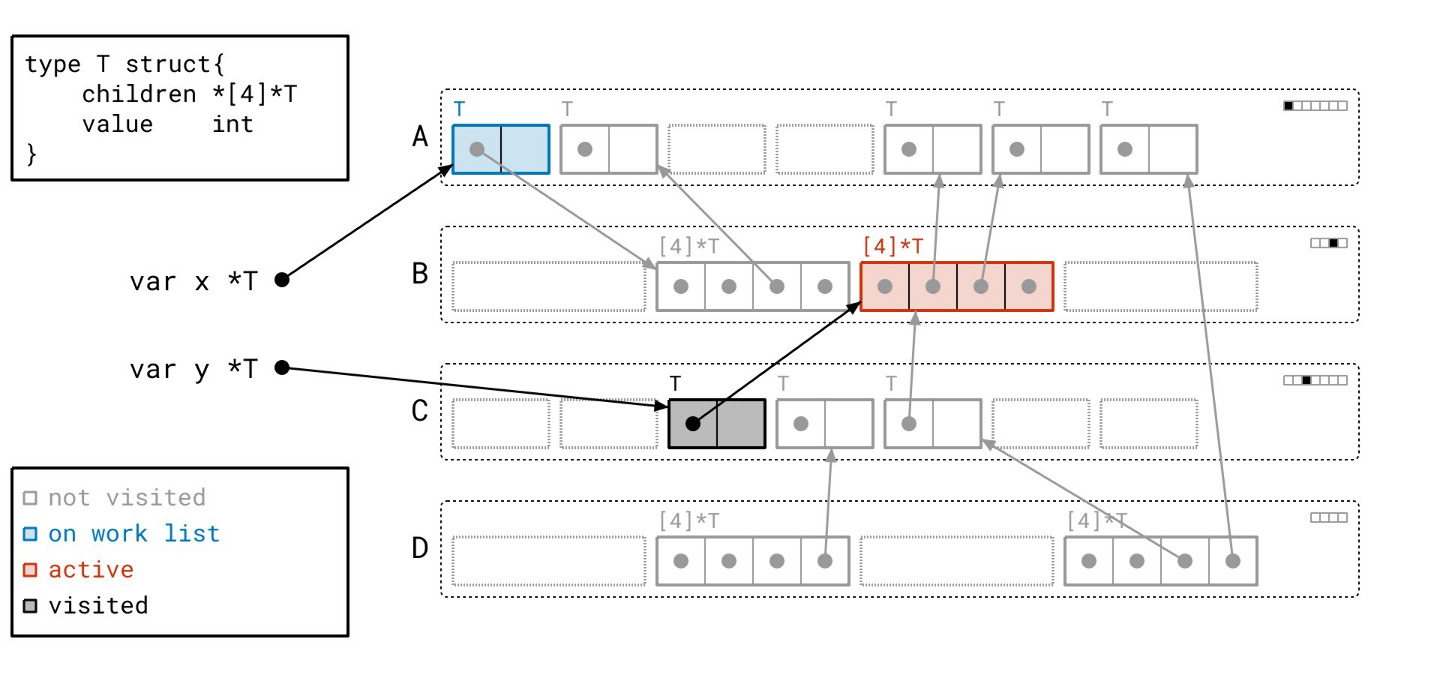 type T struct{
    children *[4]*T
    value    int
}
T
T
T
T
T
A
var x *T
[4]*T
[4]*T
B
var y *T
T
T
T
C
[4]*T
[4]*T
D
not visited
on work list
active
visited